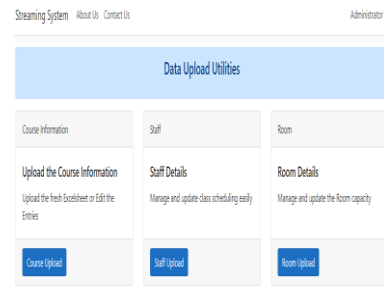 Streaming System About Us Contact Us Administrator
Data Upload Utilities
Course Information
Upload the Course Information
Upload the fresh Excelsheet or Edit the
Entries
Course Upload
Staff
Staff Details
Manage and update class scheduling easily
Staff Upload
Room
Room Details
Manage and update the Room capacity
Room Upload